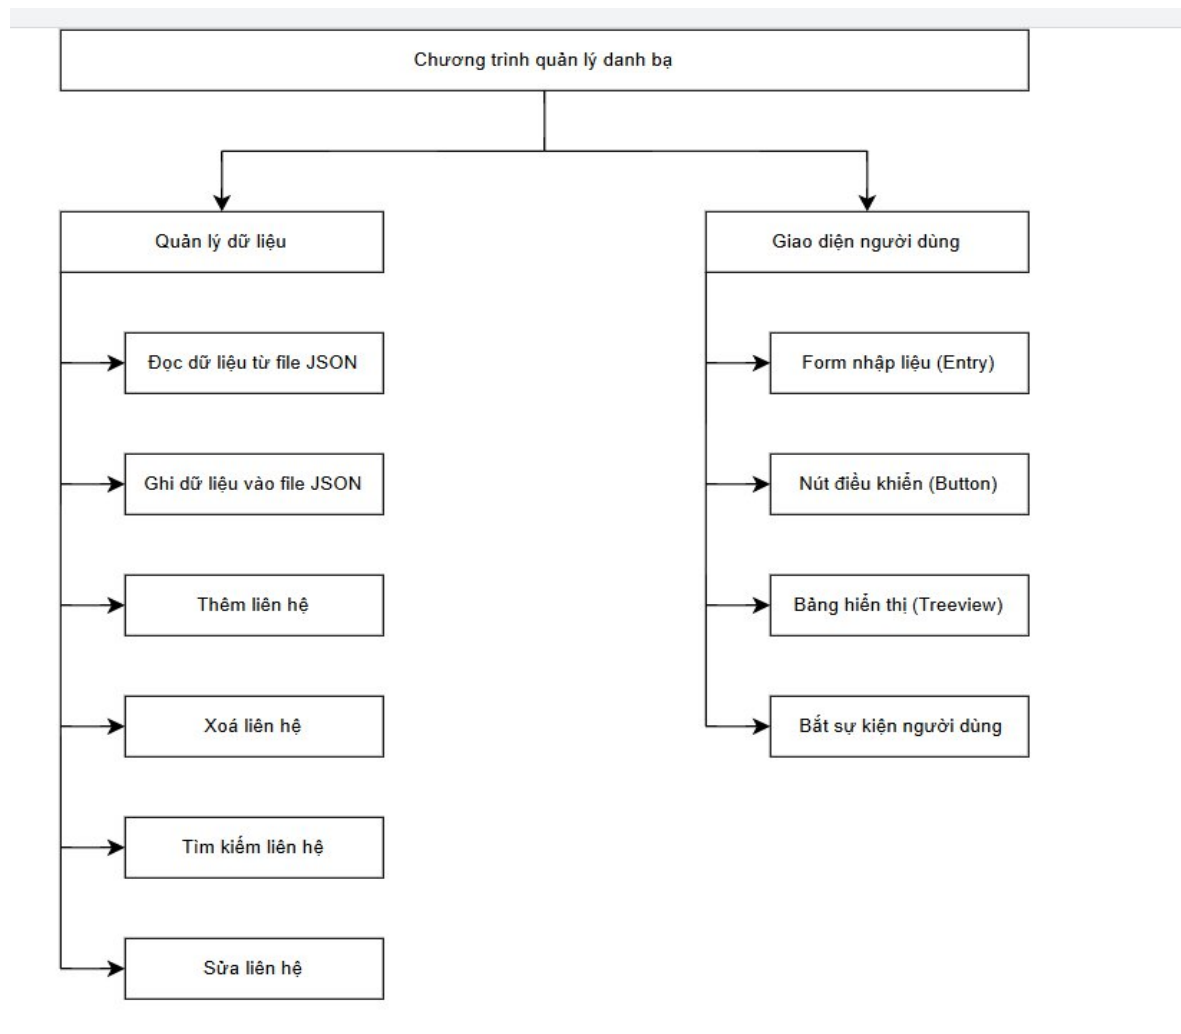 Chương trình quản lý danh bạ
Quản lý dữ liệu
Đọc dữ liệu từ file JSON
Ghi dữ liệu vào file JSON
Thêm liên hệ
Xoá liên hệ
Tìm kiếm liên hệ
Sửa liên hệ
Giao diện người dùng
Form nhập liệu (Entry)
Nút điều khiển (Button)
Bảng hiển thị (Treeview)
Bắt sự kiện người dùng